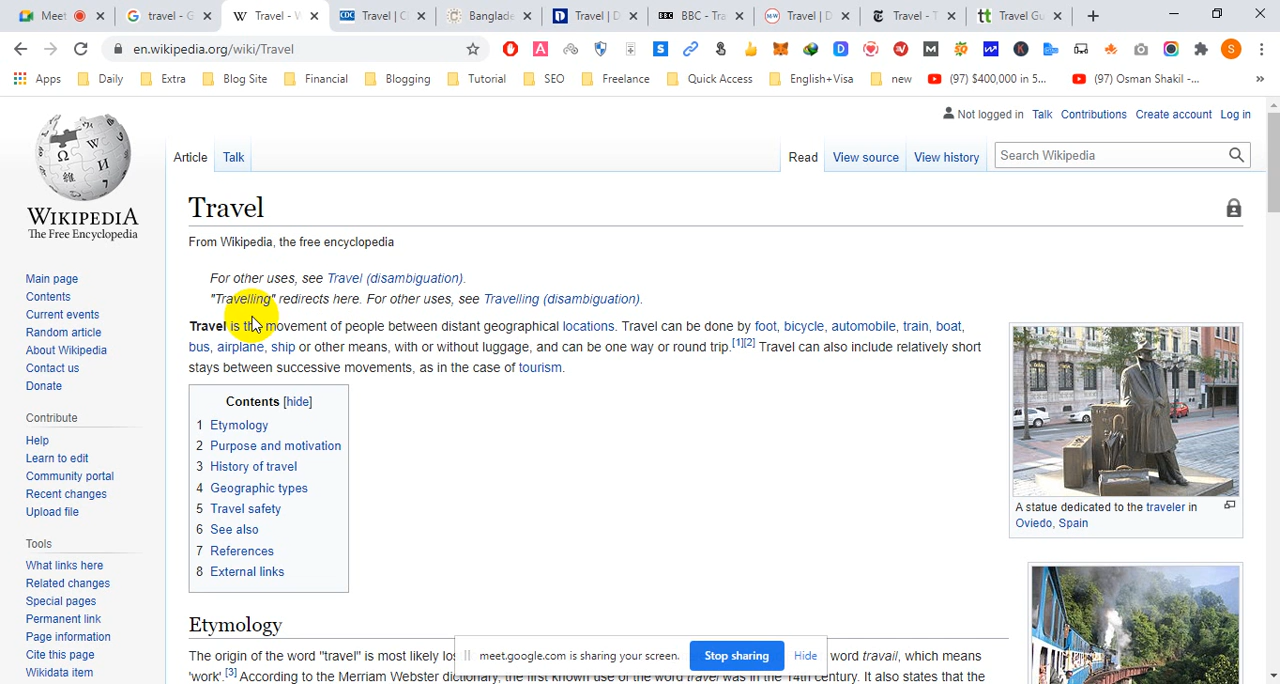 Meet
travel - G
Travel - W
Travel | C
Banglade
Travel | D
BBC - Tra
Travel | D
Travel - T
Travel Gu
en.wikipedia.org/wiki/Travel
Apps Daily Extra Blog Site Financial Blogging Tutorial SEO Freelance Quick Access English+Visa new (97) $400,000 in 5... (97) Osman Shakil -...
Not logged in Talk Contributions Create account Log in
Article Talk Read View source View history Search Wikipedia
WIKIPEDIA
The Free Encyclopedia
Main page
Contents
Current events
Random article
About Wikipedia
Contact us
Donate
Contribute
Help
Learn to edit
Community portal
Recent changes
Upload file
Tools
What links here
Related changes
Special pages
Permanent link
Page information
Cite this page
Wikidata item
Travel
From Wikipedia, the free encyclopedia
For other uses, see Travel (disambiguation).
"Travelling" redirects here. For other uses, see Travelling (disambiguation).
Travel is the movement of people between distant geographical locations. Travel can be done by foot, bicycle, automobile, train, boat,
bus, airplane, ship or other means, with or without luggage, and can be one way or round trip.[1][2] Travel can also include relatively short
stays between successive movements, as in the case of tourism.
Contents [hide]
1 Etymology
2 Purpose and motivation
3 History of travel
4 Geographic types
5 Travel safety
6 See also
7 References
8 External links
A statue dedicated to the traveler in
Oviedo, Spain
Etymology
The origin of the word "travel" is most likely los word travail, which means
'work'.[3] According to the Merriam Webster dictionary, the first known use of the word travel was in the 14th century. It also states that the
meet.google.com is sharing your screen. Stop sharing Hide